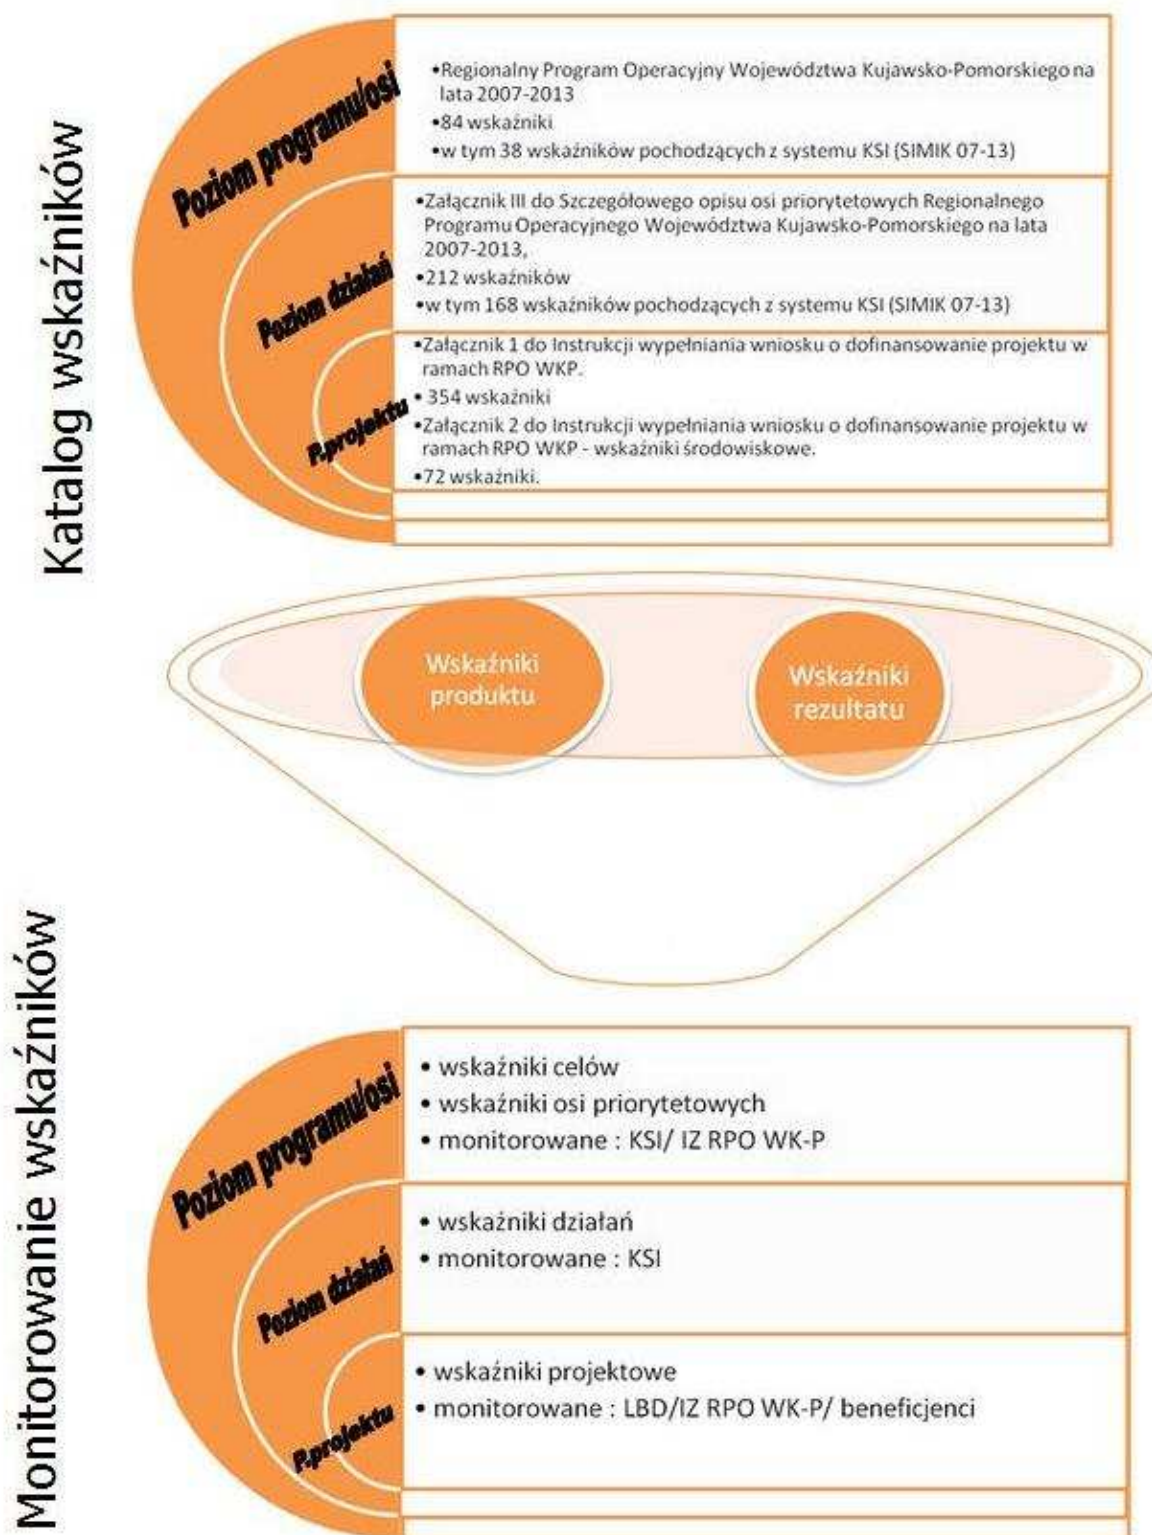 Katalog wskaźników
Poziom programu/osi
•Regionalny Program Operacyjny Województwa Kujawsko-Pomorskiego na
lata 2007-2013
•84 wskaźniki
•w tym 38 wskaźników pochodzących z systemu KSI (SIMIK 07-13)
Poziom działań
•Załącznik III do Szczegółowego opisu osi priorytetowych Regionalnego
Programu Operacyjnego Województwa Kujawsko-Pomorskiego na lata
2007-2013,
•212 wskaźników
•w tym 168 wskaźników pochodzących z systemu KSI (SIMIK 07-13)
P.projektu
•Załącznik 1 do Instrukcji wypełniania wniosku o dofinansowanie projektu w
ramach RPO WKP.
• 354 wskaźniki
•Załącznik 2 do Instrukcji wypełniania wniosku o dofinansowanie projektu w
ramach RPO WKP - wskaźniki środowiskowe.
•72 wskaźniki.
Wskaźniki
produktu
Wskaźniki
rezultatu
Monitorowanie wskaźników
Poziom programu/osi
• wskaźniki celów
• wskaźniki osi priorytetowych
• monitorowane : KSI/ IZ RPO WK-P
Poziom działań
• wskaźniki działań
• monitorowane : KSI
P.projektu
• wskaźniki projektowe
• monitorowane : LBD/IZ RPO WK-P/ beneficjenci